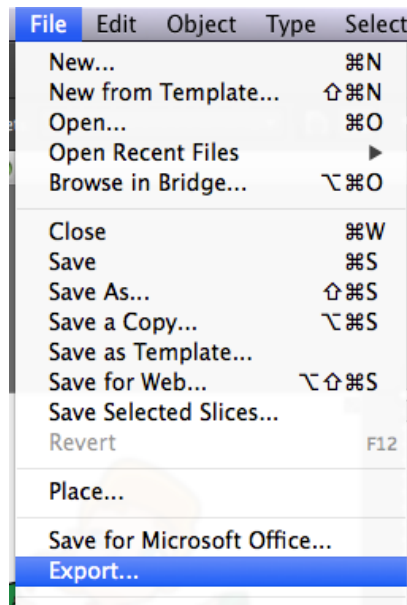 File Edit Object Type Select
New... ⌘N
New from Template... ⇧⌘N
Open... ⌘O
Open Recent Files ▶
Browse in Bridge... ⌥⌘O
Close ⌘W
Save ⌘S
Save As... ⇧⌘S
Save a Copy... ⌥⌘S
Save as Template...
Save for Web... ⌥⇧⌘S
Save Selected Slices...
Revert F12
Place...
Save for Microsoft Office...
Export...